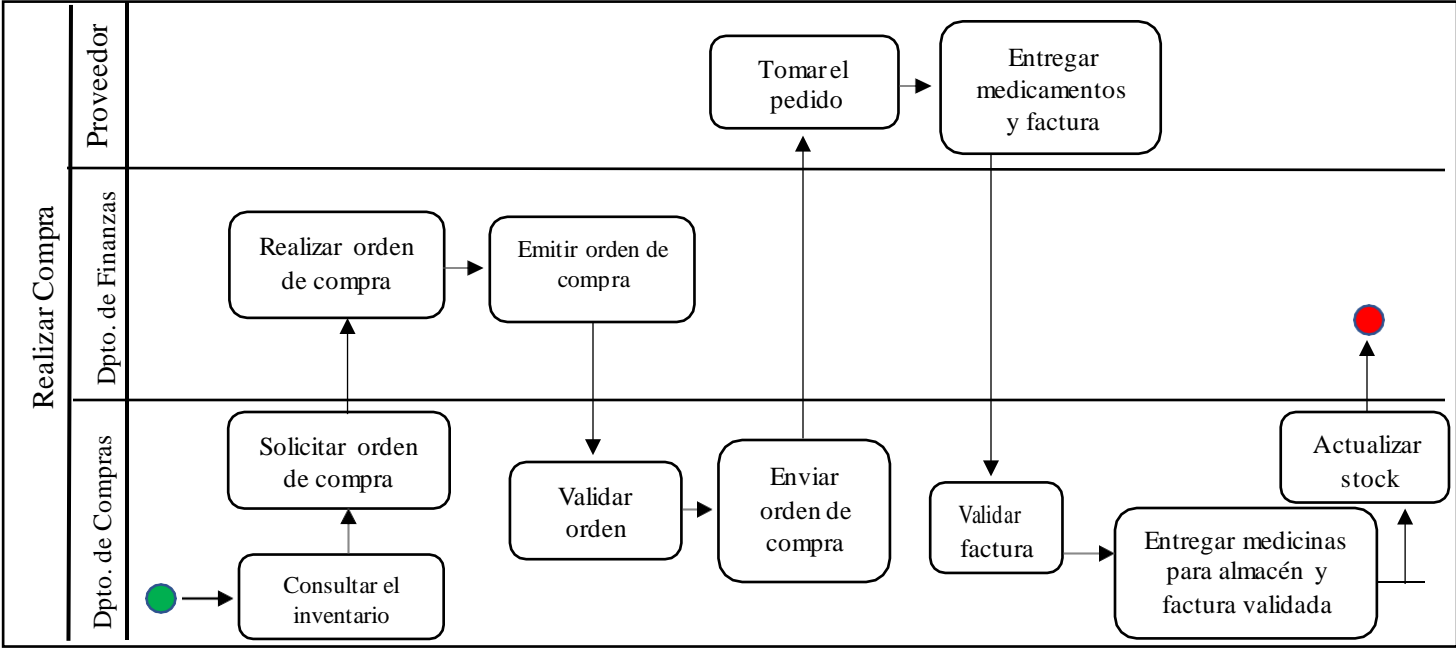 Realizar Compra
Proveedor
Tomar el
pedido
Entregar
medicamentos
y factura
Dpto. de Finanzas
Realizar orden
de compra
Emitir orden de
compra
Dpto. de Compras
Solicitar orden
de compra
Consultar el
inventario
Validar
orden
Enviar
orden de
compra
Validar
factura
Entregar medicinas
para almacén y
factura validada
Actualizar
stock